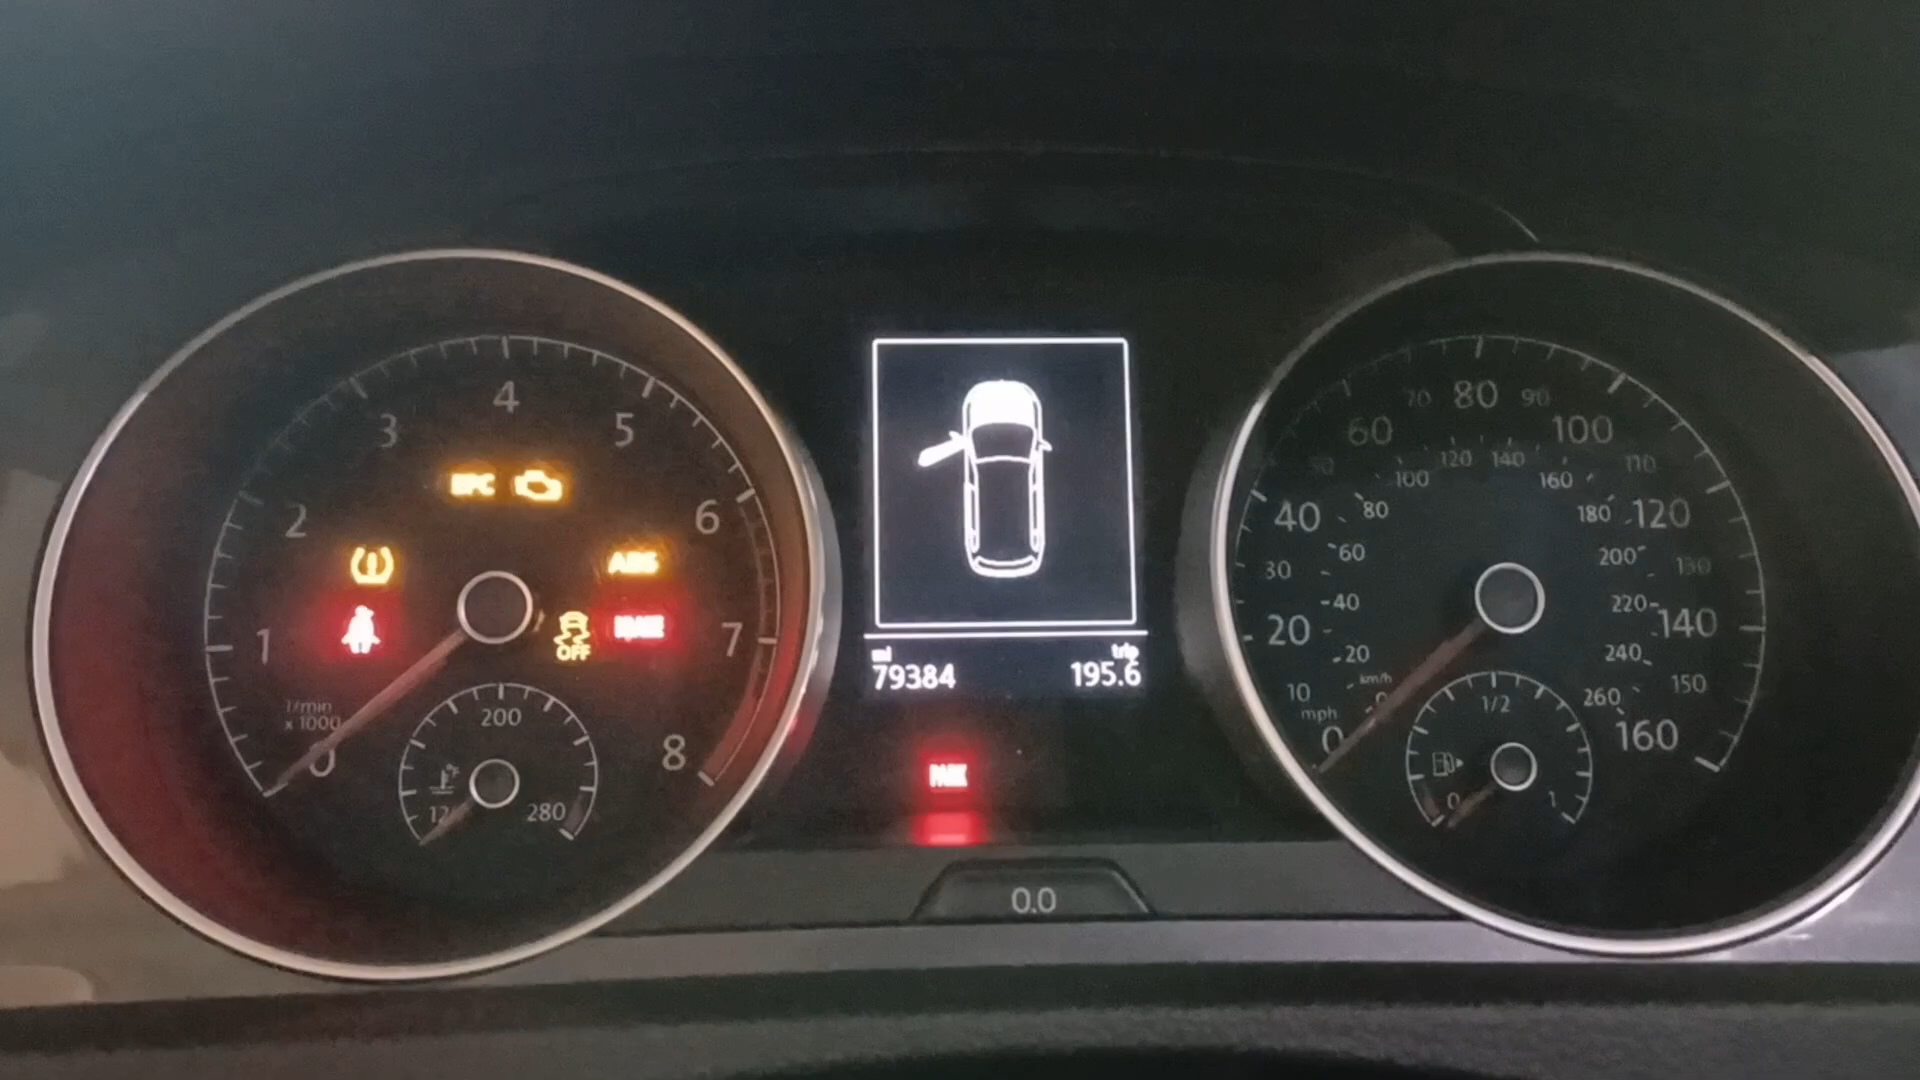 4
3 5
2 6
1 7
0 8
1/min
x 1000
EPC
ABS
BRAKE
OFF
200
280
mi trip
79384 195.6
PARK
0.0
70 80 90
60 100
40 120
30 130
20 140
10 150
mph 160
0
120 140
100 160
80 180
60 200
40 220
20 240
km/h 260
0
1/2
0 1